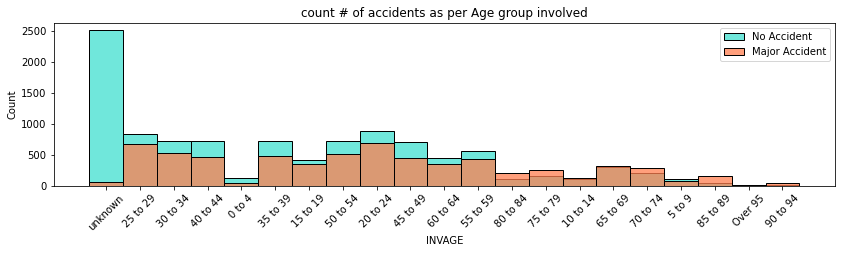 count # of accidents as per Age group involved
No Accident
Major Accident
Count
2500
2000
1500
1000
500
0
unknown
25 to 29
30 to 34
40 to 44
0 to 4
35 to 39
15 to 19
50 to 54
20 to 24
45 to 49
60 to 64
55 to 59
80 to 84
75 to 79
10 to 14
65 to 69
70 to 74
5 to 9
85 to 89
Over 95
90 to 94
INVAGE